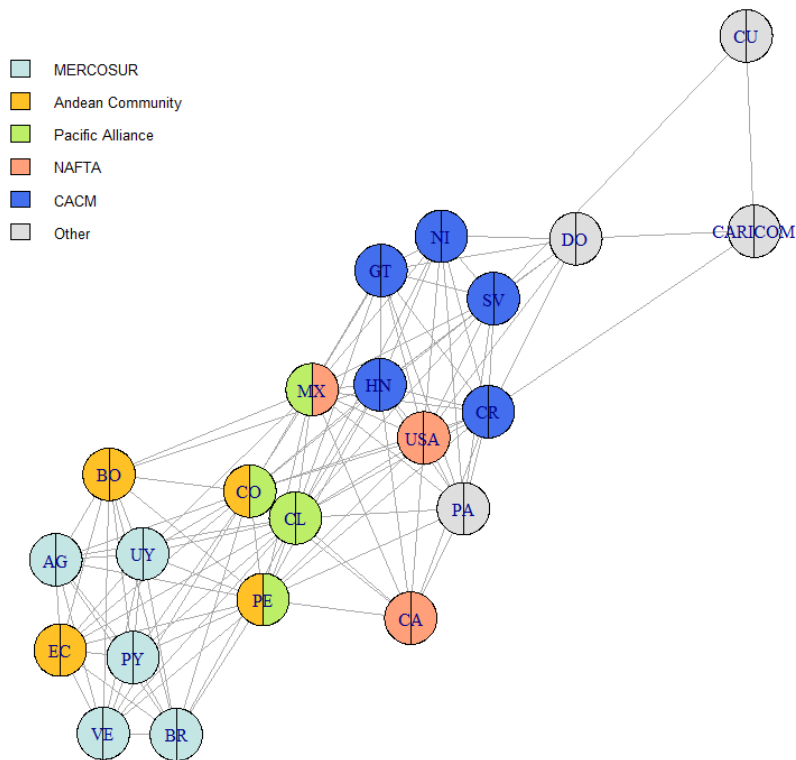 CU
MERCOSUR
Andean Community
Pacific Alliance
NAFTA
CACM
Other
NI
DO
CARICOM
GT
SV
MX
HN
CR
USA
BO
CO
CL
PA
AG
UY
PE
CA
EC
PY
VE
BR